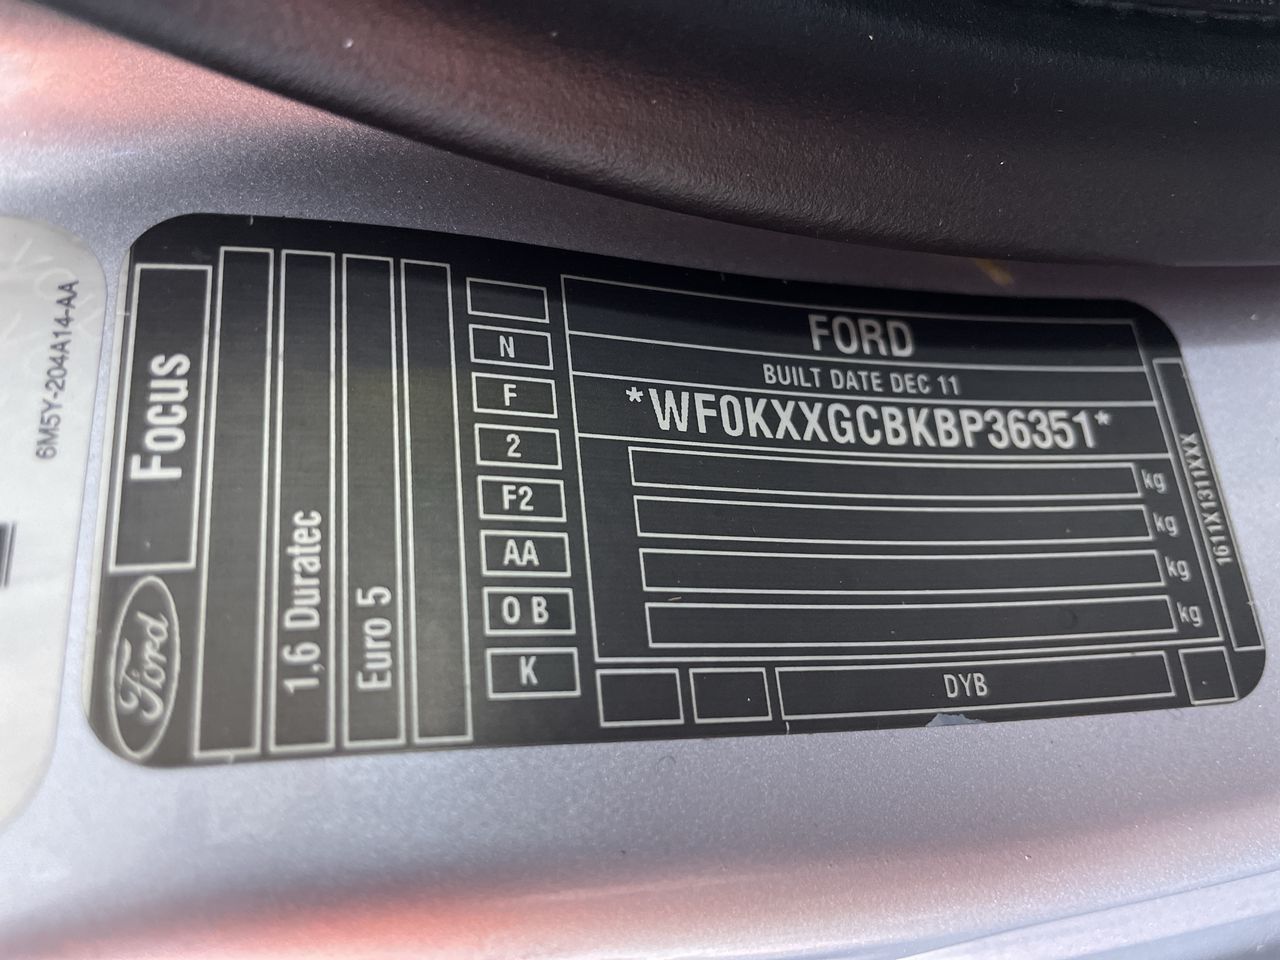 6M5Y-204A14-AA
Ford
Focus
1,6 Duratec
Euro 5
N
F
2
F2
AA
O B
K
FORD
BUILT DATE DEC 11
*WF0KXXGCBKBP36351*
kg
kg
kg
kg
DYB
1611X1311XXX